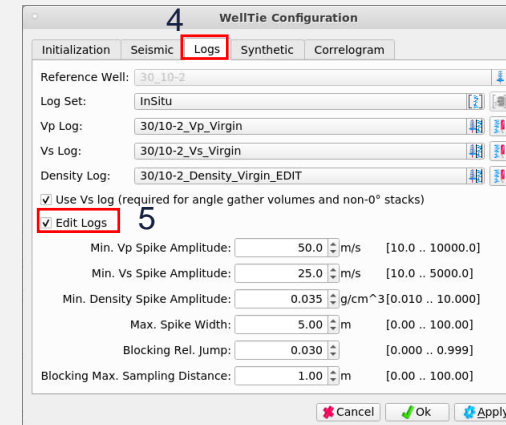 4
WellTie Configuration
Initialization Seismic Logs Synthetic Correlogram
Reference Well: 30_10-2
Log Set: InSitu
Vp Log: 30/10-2_Vp_Virgin
Vs Log: 30/10-2_Vs_Virgin
Density Log: 30/10-2_Density_Virgin_EDIT
Use Vs log (required for angle gather volumes and non-0° stacks)
Edit Logs 5
Min. Vp Spike Amplitude: 50.0 m/s [10.0 .. 10000.0]
Min. Vs Spike Amplitude: 25.0 m/s [10.0 .. 5000.0]
Min. Density Spike Amplitude: 0.035 g/cm^3 [0.010 .. 10.000]
Max. Spike Width: 5.00 m [0.00 .. 100.00]
Blocking Rel. Jump: 0.030 [0.000 .. 0.999]
Blocking Max. Sampling Distance: 1.00 m [0.00 .. 100.00]
Cancel Ok Apply